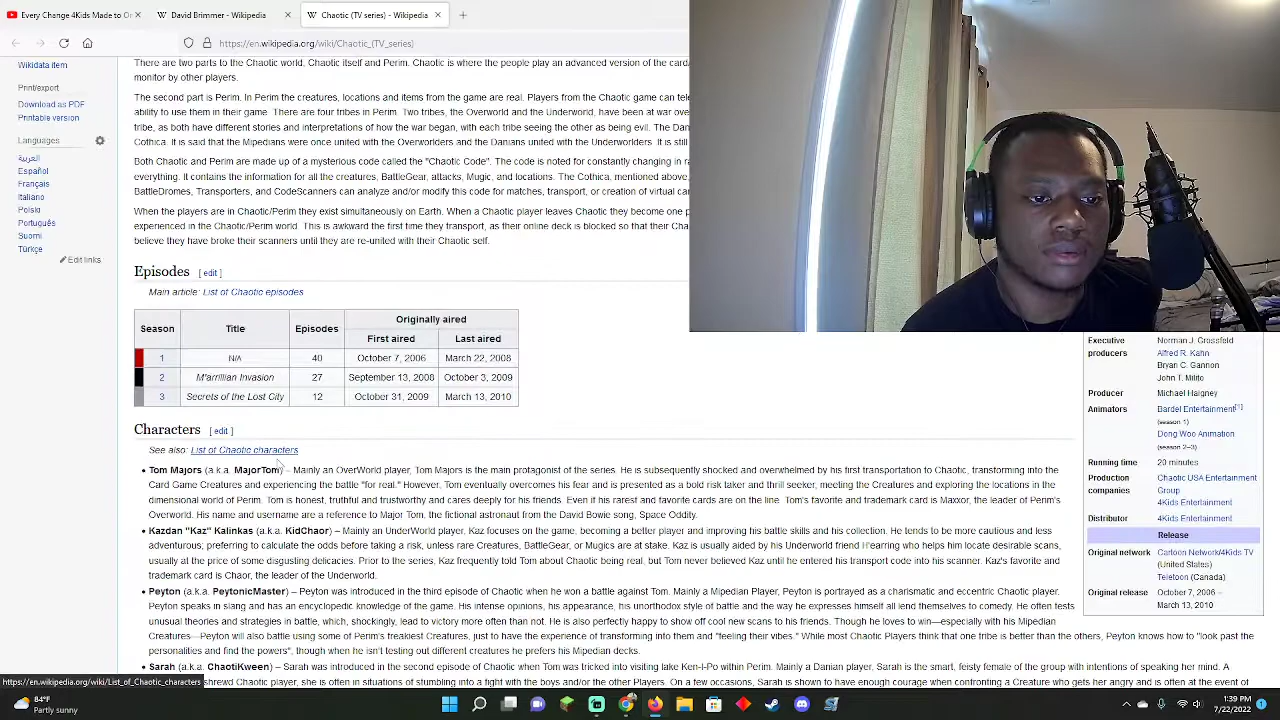 Every Change 4Kids Made to On
David Brimmer - Wikipedia
Chaotic (TV series) - Wikipedia
https://en.wikipedia.org/wiki/Chaotic_(TV_series)
Wikidata item
Print/export
Download as PDF
Printable version
Languages
العربية
Español
Français
Italiano
Polski
Português
Suomi
Türkçe
Edit links
There are two parts to the Chaotic world, Chaotic itself and Perim. Chaotic is where the people play an advanced version of the card/
monitor by other players.
The second part is Perim. In Perim the creatures, locations and items from the game are real. Players from the Chaotic game can tele
ability to use them in their game. There are four tribes in Perim. Two tribes, the Overworld and the Underworld, have been at war over
tribe, as both have different stories and interpretations of how the war began, with each tribe seeing the other as being evil. The Dan
Cothica. It is said that the Mipedians were once united with the Overworlders and the Danians united with the Underworlders. It is still
Both Chaotic and Perim are made up of a mysterious code called the "Chaotic Code". The code is noted for constantly changing in ra
everything. It contains the information for all the creatures, BattleGear, attacks, Mugic, and locations. The Cothica, mentioned above,
BattleDromes, Transporters, and CodeScanners can analyze and/or modify this code for matches, transport, or creation of virtual car
When the players are in Chaotic/Perim they exist simultaneously on Earth. When a Chaotic player leaves Chaotic they become one p
experienced in the Chaotic/Perim world. This is awkward the first time they transport, as their online deck is blocked so that their Cha
believe they have broke their scanners until they are re-united with their Chaotic self.
Episodes [ edit ]
Main article: List of Chaotic episodes
Season Title Episodes Originally aired
First aired Last aired
1 N/A 40 October 7, 2006 March 22, 2008
2 M'arrillian Invasion 27 September 13, 2008 October 3, 2009
3 Secrets of the Lost City 12 October 31, 2009 March 13, 2010
Characters [ edit ]
See also: List of Chaotic characters
• Tom Majors (a.k.a. MajorTom) – Mainly an OverWorld player, Tom Majors is the main protagonist of the series. He is subsequently shocked and overwhelmed by his first transportation to Chaotic, transforming into the
Card Game Creatures and experiencing the battle "for real." However, Tom eventually overcomes his fear and is presented as a bold risk taker and thrill seeker, meeting the Creatures and exploring the locations in the
dimensional world of Perim. Tom is honest, truthful and trustworthy and cares deeply for his friends. Even if his rarest and favorite cards are on the line. Tom's favorite and trademark card is Maxxor, the leader of Perim's
Overworld. His name and username are a reference to Major Tom, the fictional astronaut from the David Bowie song, Space Oddity.
• Kazdan "Kaz" Kalinkas (a.k.a. KidChaor) – Mainly an UnderWorld player, Kaz focuses on the game, becoming a better player and improving his battle skills and his collection. He tends to be more cautious and less
adventurous; preferring to calculate the odds before taking a risk, unless rare Creatures, BattleGear, or Mugics are at stake. Kaz is usually aided by his Underworld friend H'earring who helps him locate desirable scans,
usually at the price of some disgusting delicacies. Prior to the series, Kaz frequently told Tom about Chaotic being real, but Tom never believed Kaz until he entered his transport code into his scanner. Kaz's favorite and
trademark card is Chaor, the leader of the Underworld.
• Peyton (a.k.a. PeytonicMaster) – Peyton was introduced in the third episode of Chaotic when he won a battle against Tom. Mainly a Mipedian Player, Peyton is portrayed as a charismatic and eccentric Chaotic player.
Peyton speaks in slang and has an encyclopedic knowledge of the game. His intense opinions, his appearance, his unorthodox style of battle and the way he expresses himself all lend themselves to comedy. He often tests
unusual theories and strategies in battle, which, shockingly, lead to victory more often than not. He is also perfectly happy to show off cool new scans to his friends. Though he loves to win—especially with his Mipedian
Creatures—Peyton will also battle using some of Perim's freakiest Creatures, just to have the experience of transforming into them and "feeling their vibes." While most Chaotic Players think that one tribe is better than the others, Peyton knows how to "look past the
personalities and find the powers", though when he isn't testing out different creatures he prefers his Mipedian decks.
• Sarah (a.k.a. ChaotiKween) – Sarah was introduced in the second episode of Chaotic when Tom was tricked into visiting lake Ken-I-Po within Perim. Mainly a Danian player, Sarah is the smart, feisty female of the group with intentions of speaking her mind. A
shrewd Chaotic player, she is often in situations of stumbling into a fight with the boys and/or the other Players. On a few occasions, Sarah is shown to have enough courage when confronting a Creature who gets her angry and is often at the extent of
Executive producers
Norman J. Grossfeld
Alfred R. Kahn
Bryan C. Gannon
John T. Milito
Producer Michael Haigney
Animators Bardel Entertainment[1]
(season 1)
Dong Woo Animation
(season 2–3)
Running time 20 minutes
Production companies
Chaotic USA Entertainment
Group
4Kids Entertainment
Distributor 4Kids Entertainment
Release
Original network Cartoon Network/4Kids TV
(United States)
Teletoon (Canada)
Original release October 7, 2006 –
March 13, 2010
https://en.wikipedia.org/wiki/List_of_Chaotic_characters
84°F
Partly sunny
1:39 PM
7/22/2022